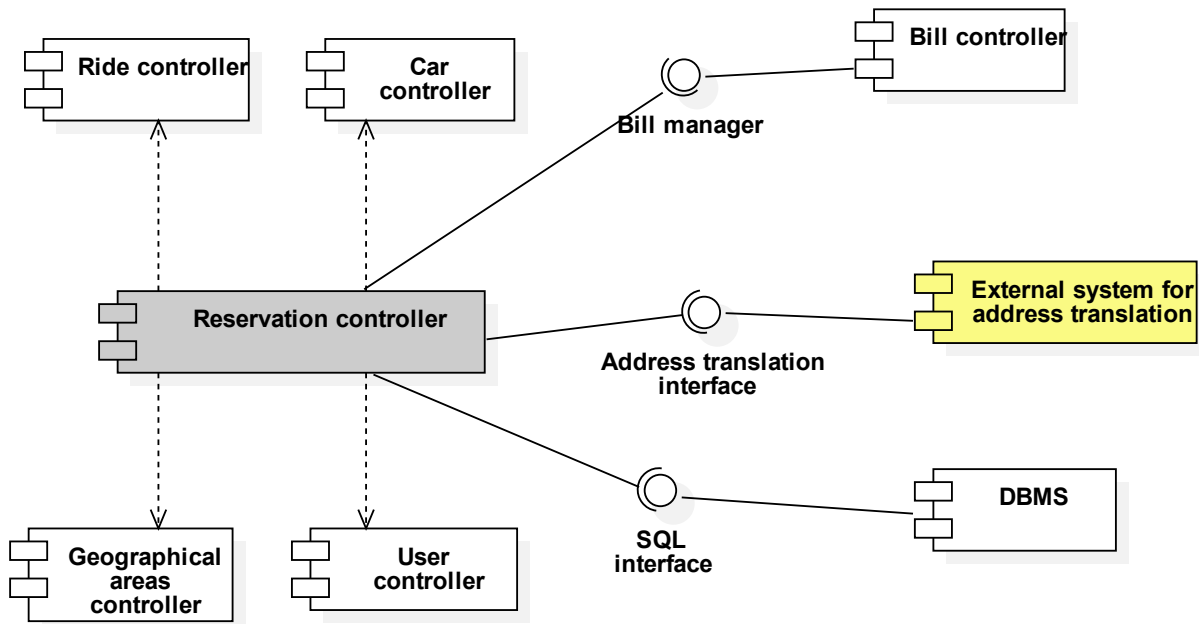 Ride controller
Car
controller
Bill controller
Bill manager
Reservation controller
External system for
address translation
Address translation
interface
DBMS
SQL
interface
Geographical
areas
controller
User
controller